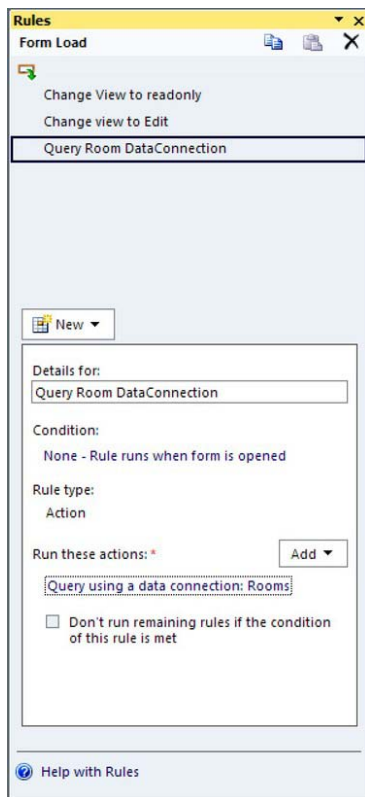 Rules
Form Load
Change View to readonly
Change view to Edit
Query Room DataConnection
New
Details for:
Query Room DataConnection
Condition:
None - Rule runs when form is opened
Rule type:
Action
Run these actions: *
Add
Query using a data connection: Rooms
Don't run remaining rules if the condition
of this rule is met
Help with Rules